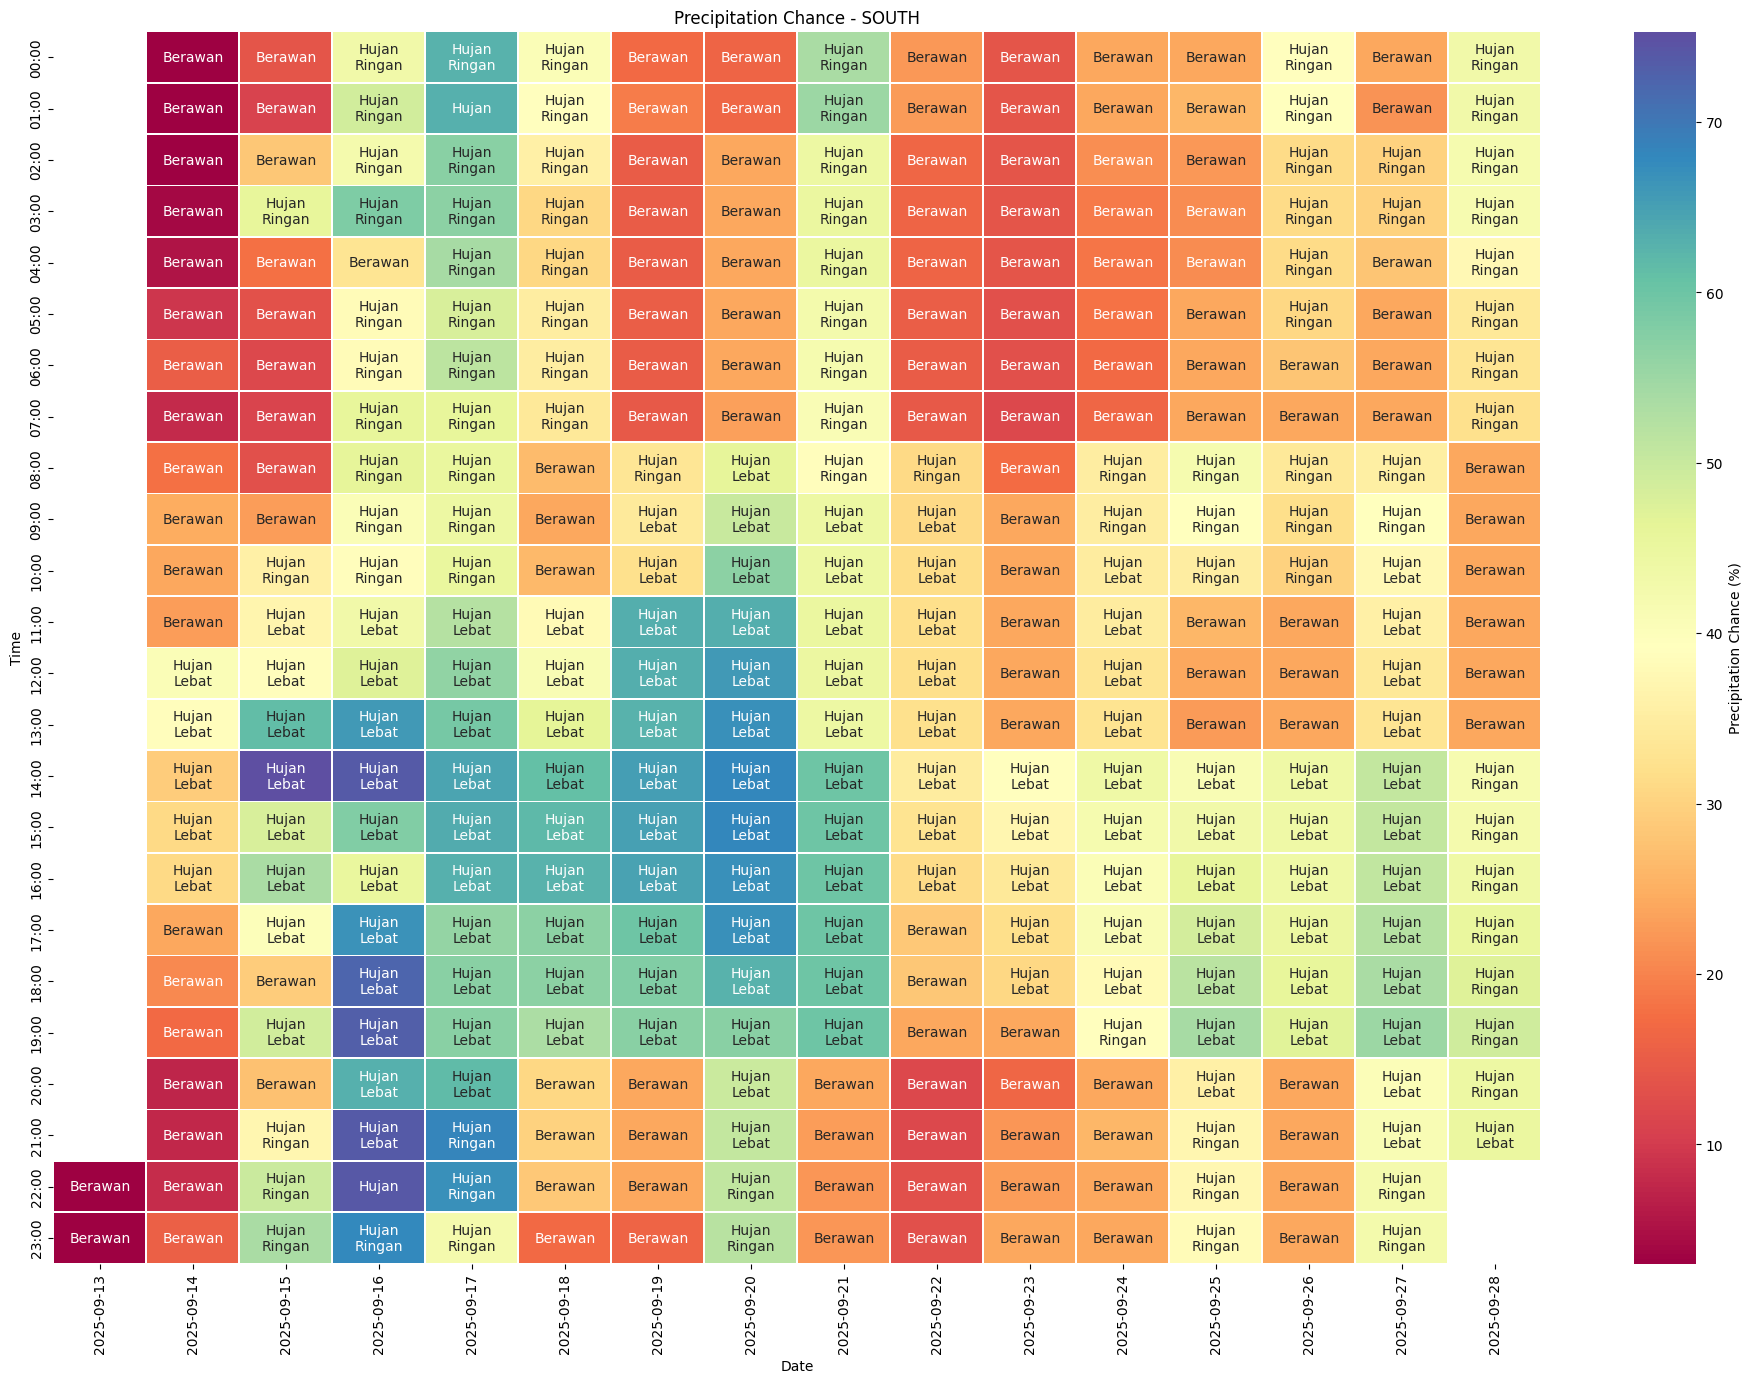 Precipitation Chance - SOUTH
00:00 Berawan Berawan Hujan Ringan Hujan Ringan Hujan Ringan Berawan Berawan Hujan Ringan Berawan Berawan Berawan Berawan Hujan Ringan Berawan Hujan Ringan
01:00 Berawan Berawan Hujan Ringan Hujan Hujan Ringan Berawan Berawan Hujan Ringan Berawan Berawan Berawan Berawan Hujan Ringan Berawan Hujan Ringan
02:00 Berawan Berawan Hujan Ringan Hujan Ringan Hujan Ringan Berawan Berawan Hujan Ringan Berawan Berawan Berawan Berawan Hujan Ringan Hujan Ringan Hujan Ringan
03:00 Berawan Hujan Ringan Hujan Ringan Hujan Ringan Hujan Ringan Berawan Berawan Hujan Ringan Berawan Berawan Berawan Berawan Hujan Ringan Hujan Ringan Hujan Ringan
04:00 Berawan Berawan Berawan Hujan Ringan Hujan Ringan Berawan Berawan Hujan Ringan Berawan Berawan Berawan Berawan Hujan Ringan Berawan Hujan Ringan
05:00 Berawan Berawan Hujan Ringan Hujan Ringan Hujan Ringan Berawan Berawan Hujan Ringan Berawan Berawan Berawan Berawan Hujan Ringan Berawan Hujan Ringan
06:00 Berawan Berawan Hujan Ringan Hujan Ringan Hujan Ringan Berawan Berawan Hujan Ringan Berawan Berawan Berawan Berawan Berawan Berawan Hujan Ringan
07:00 Berawan Berawan Hujan Ringan Hujan Ringan Hujan Ringan Berawan Berawan Hujan Ringan Berawan Berawan Berawan Berawan Berawan Berawan Hujan Ringan
08:00 Berawan Berawan Hujan Ringan Hujan Ringan Berawan Hujan Ringan Hujan Lebat Hujan Ringan Hujan Ringan Berawan Hujan Ringan Hujan Ringan Hujan Ringan Hujan Ringan Berawan
09:00 Berawan Berawan Hujan Ringan Hujan Ringan Berawan Hujan Lebat Hujan Lebat Hujan Lebat Hujan Lebat Berawan Hujan Ringan Hujan Ringan Hujan Ringan Hujan Ringan Berawan
10:00 Berawan Hujan Ringan Hujan Ringan Hujan Ringan Berawan Hujan Lebat Hujan Lebat Hujan Lebat Hujan Lebat Berawan Hujan Lebat Hujan Ringan Hujan Ringan Hujan Lebat Berawan
11:00 Berawan Hujan Lebat Hujan Lebat Hujan Lebat Hujan Lebat Hujan Lebat Hujan Lebat Hujan Lebat Hujan Lebat Berawan Hujan Lebat Berawan Berawan Hujan Lebat Berawan
12:00 Hujan Lebat Hujan Lebat Hujan Lebat Hujan Lebat Hujan Lebat Hujan Lebat Hujan Lebat Hujan Lebat Hujan Lebat Berawan Hujan Lebat Berawan Berawan Hujan Lebat Berawan
13:00 Hujan Lebat Hujan Lebat Hujan Lebat Hujan Lebat Hujan Lebat Hujan Lebat Hujan Lebat Hujan Lebat Hujan Lebat Berawan Hujan Lebat Berawan Berawan Hujan Lebat Berawan
14:00 Hujan Lebat Hujan Lebat Hujan Lebat Hujan Lebat Hujan Lebat Hujan Lebat Hujan Lebat Hujan Lebat Hujan Lebat Hujan Lebat Hujan Lebat Hujan Lebat Hujan Lebat Hujan Lebat Hujan Ringan
15:00 Hujan Lebat Hujan Lebat Hujan Lebat Hujan Lebat Hujan Lebat Hujan Lebat Hujan Lebat Hujan Lebat Hujan Lebat Hujan Lebat Hujan Lebat Hujan Lebat Hujan Lebat Hujan Lebat Hujan Ringan
16:00 Hujan Lebat Hujan Lebat Hujan Lebat Hujan Lebat Hujan Lebat Hujan Lebat Hujan Lebat Hujan Lebat Hujan Lebat Hujan Lebat Hujan Lebat Hujan Lebat Hujan Lebat Hujan Lebat Hujan Ringan
17:00 Berawan Hujan Lebat Hujan Lebat Hujan Lebat Hujan Lebat Hujan Lebat Hujan Lebat Hujan Lebat Berawan Hujan Lebat Hujan Lebat Hujan Lebat Hujan Lebat Hujan Lebat Hujan Ringan
18:00 Berawan Berawan Hujan Lebat Hujan Lebat Hujan Lebat Hujan Lebat Hujan Lebat Hujan Lebat Berawan Hujan Lebat Hujan Lebat Hujan Lebat Hujan Lebat Hujan Lebat Hujan Ringan
19:00 Berawan Hujan Lebat Hujan Lebat Hujan Lebat Hujan Lebat Hujan Lebat Hujan Lebat Hujan Lebat Berawan Berawan Hujan Ringan Hujan Lebat Hujan Lebat Hujan Lebat Hujan Ringan
20:00 Berawan Berawan Hujan Lebat Hujan Lebat Berawan Berawan Hujan Lebat Berawan Berawan Berawan Berawan Hujan Lebat Berawan Hujan Lebat Hujan Ringan
21:00 Berawan Hujan Ringan Hujan Lebat Hujan Ringan Berawan Berawan Hujan Lebat Berawan Berawan Berawan Berawan Hujan Ringan Berawan Hujan Lebat Hujan Lebat
22:00 Berawan Berawan Hujan Ringan Hujan Hujan Ringan Berawan Berawan Hujan Ringan Berawan Berawan Berawan Berawan Hujan Ringan Berawan Hujan Ringan
23:00 Berawan Berawan Hujan Ringan Hujan Ringan Hujan Ringan Berawan Berawan Hujan Ringan Berawan Berawan Berawan Berawan Hujan Ringan Berawan Hujan Ringan
Time
2025-09-13
2025-09-14
2025-09-15
2025-09-16
2025-09-17
2025-09-18
2025-09-19
2025-09-20
2025-09-21
2025-09-22
2025-09-23
2025-09-24
2025-09-25
2025-09-26
2025-09-27
2025-09-28
Date
70
60
50
40
30
20
10
Precipitation Chance (%)